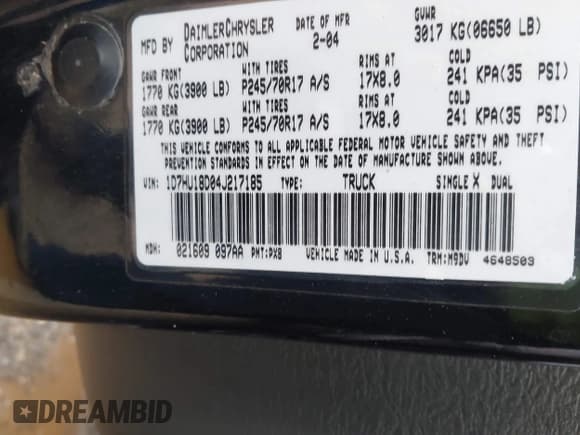 MFD BY DAIMLERCHRYSLER CORPORATION DATE OF MFR 2-04 GVWR 3017 KG(06650 LB)
GAWR FRONT WITH TIRES RIMS AT COLD
1770 KG(3900 LB) P245/70R17 A/S 17X8.0 241 KPA(35 PSI)
GAWR REAR WITH TIRES RIMS AT COLD
1770 KG(3900 LB) P245/70R17 A/S 17X8.0 241 KPA(35 PSI)
THIS VEHICLE CONFORMS TO ALL APPLICABLE FEDERAL MOTOR VEHICLE SAFETY AND THEFT
PREVENTION STANDARDS IN EFFECT ON THE DATE OF MANUFACTURE SHOWN ABOVE.
VIN: 1D7HU18D04J217185 TYPE: TRUCK SINGLE X DUAL
MDH: 021609 097AA PNT:PX8 VEHICLE MADE IN U.S.A. TRM:M9DV 4648509
DREAMBID